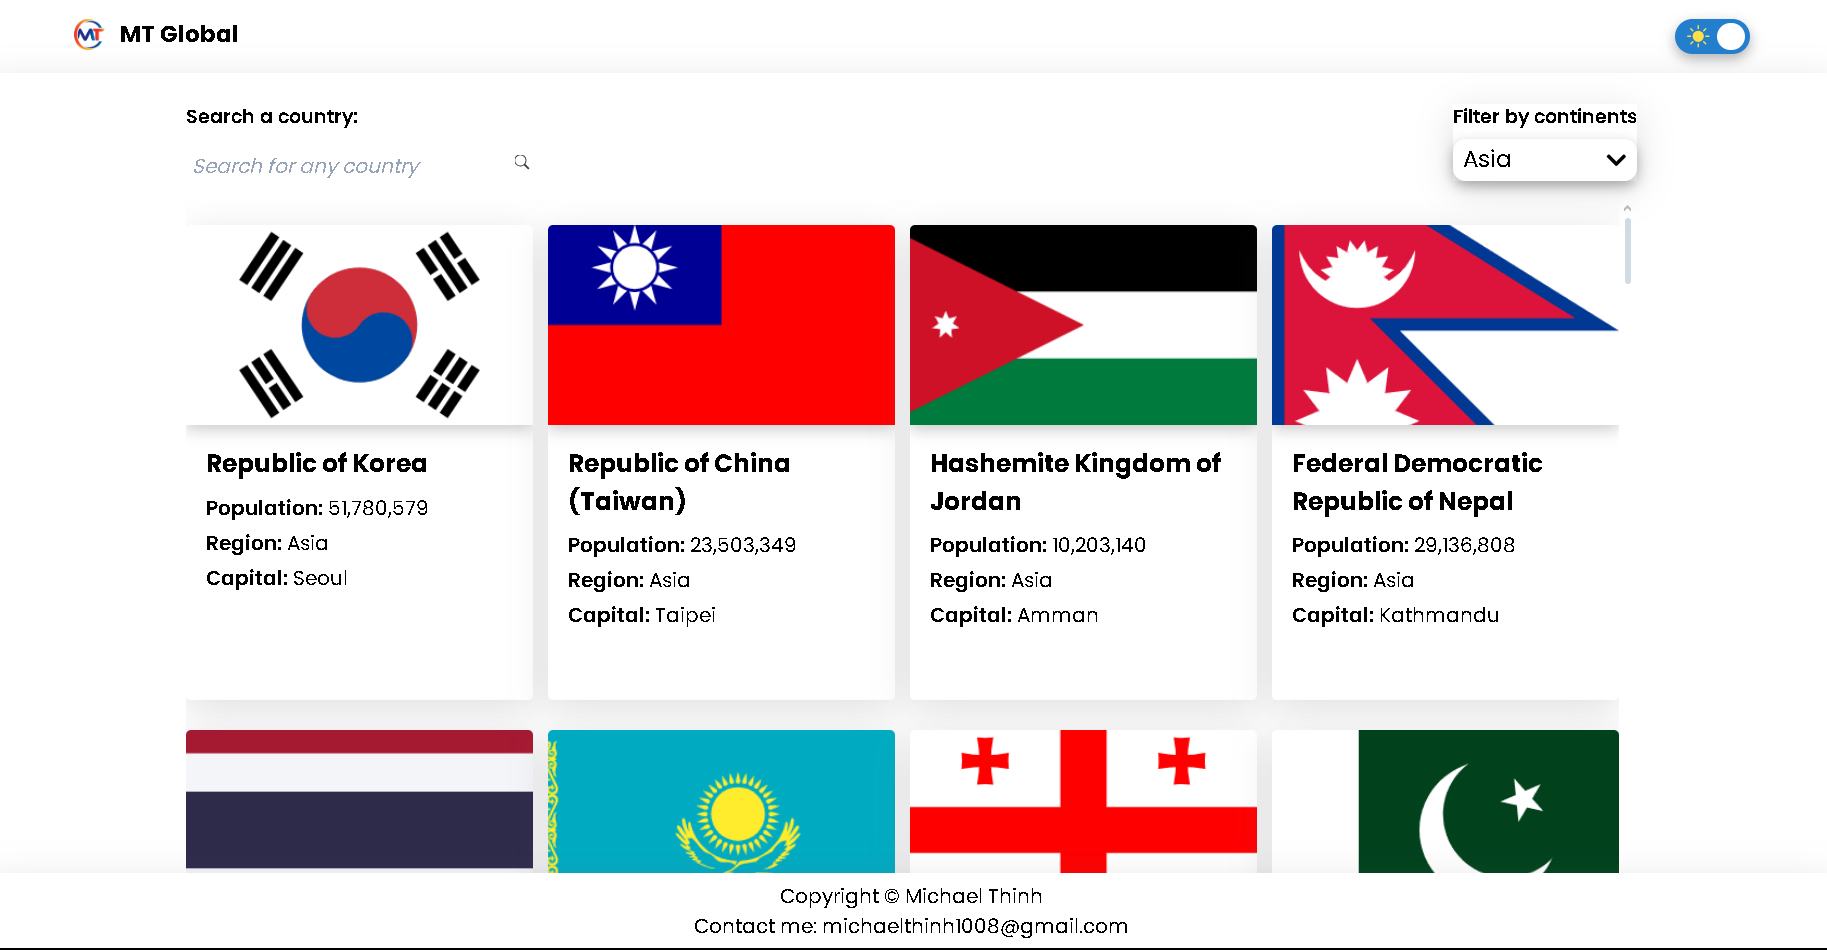 MT MT Global
Search a country:
Filter by continents
Search for any country
Asia
Republic of Korea
Population: 51,780,579
Region: Asia
Capital: Seoul
Republic of China
(Taiwan)
Population: 23,503,349
Region: Asia
Capital: Taipei
Hashemite Kingdom of
Jordan
Population: 10,203,140
Region: Asia
Capital: Amman
Federal Democratic
Republic of Nepal
Population: 29,136,808
Region: Asia
Capital: Kathmandu
Copyright © Michael Thinh
Contact me: michaelthinh1008@gmail.com